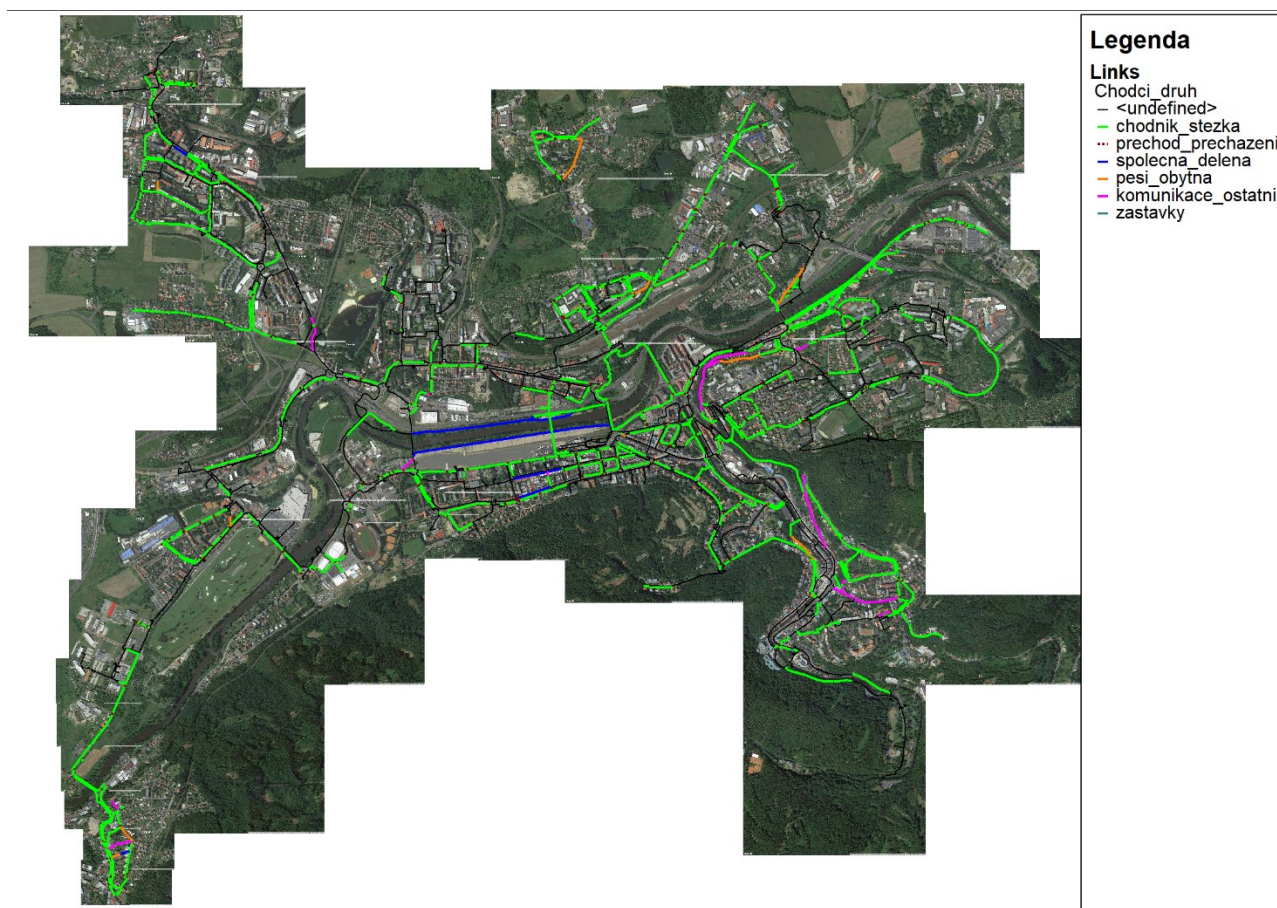 Legenda
Links
Chodci_druh
<undefined>
chodnik_stezka
prechod_prechazeni
spolecna_delena
pesi_obytna
komunikace_ostatni
zastavky